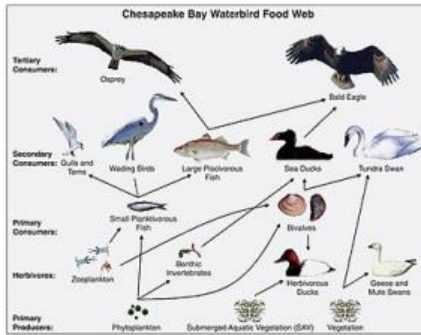 Chesapeake Bay Waterbird Food Web
Tertiary
Consumers:
Osprey
Bald Eagle
Secondary
Consumers:
Gulls and
Terns
Wading Birds
Large Piscivorous
Fish
Sea Ducks
Tundra Swan
Primary
Consumers:
Small Planktivorous
Fish
Bivalves
Herbivores:
Zooplankton
Benthic
Invertebrates
Herbivorous
Ducks
Geese and
Mute Swans
Primary
Producers:
Phytoplankton
Submerged Aquatic Vegetation (SAV)
Vegetation